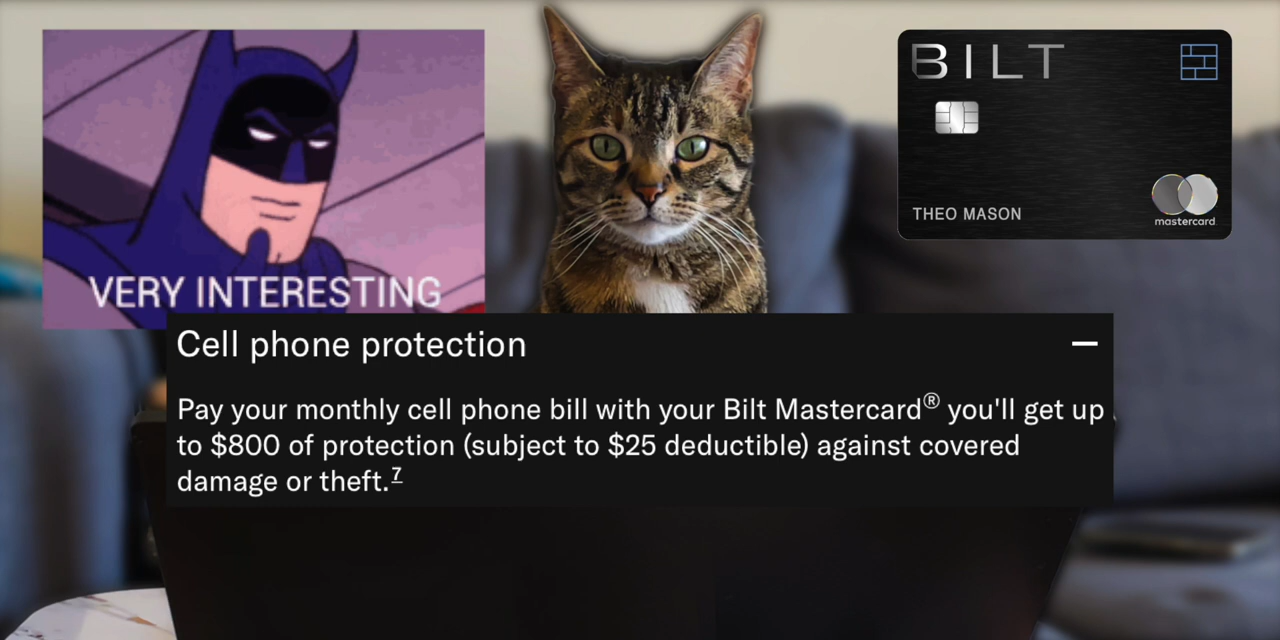 BILT
THEO MASON
mastercard
VERY INTERESTING
Cell phone protection
Pay your monthly cell phone bill with your Bilt Mastercard® you'll get up
to $800 of protection (subject to $25 deductible) against covered
damage or theft.7